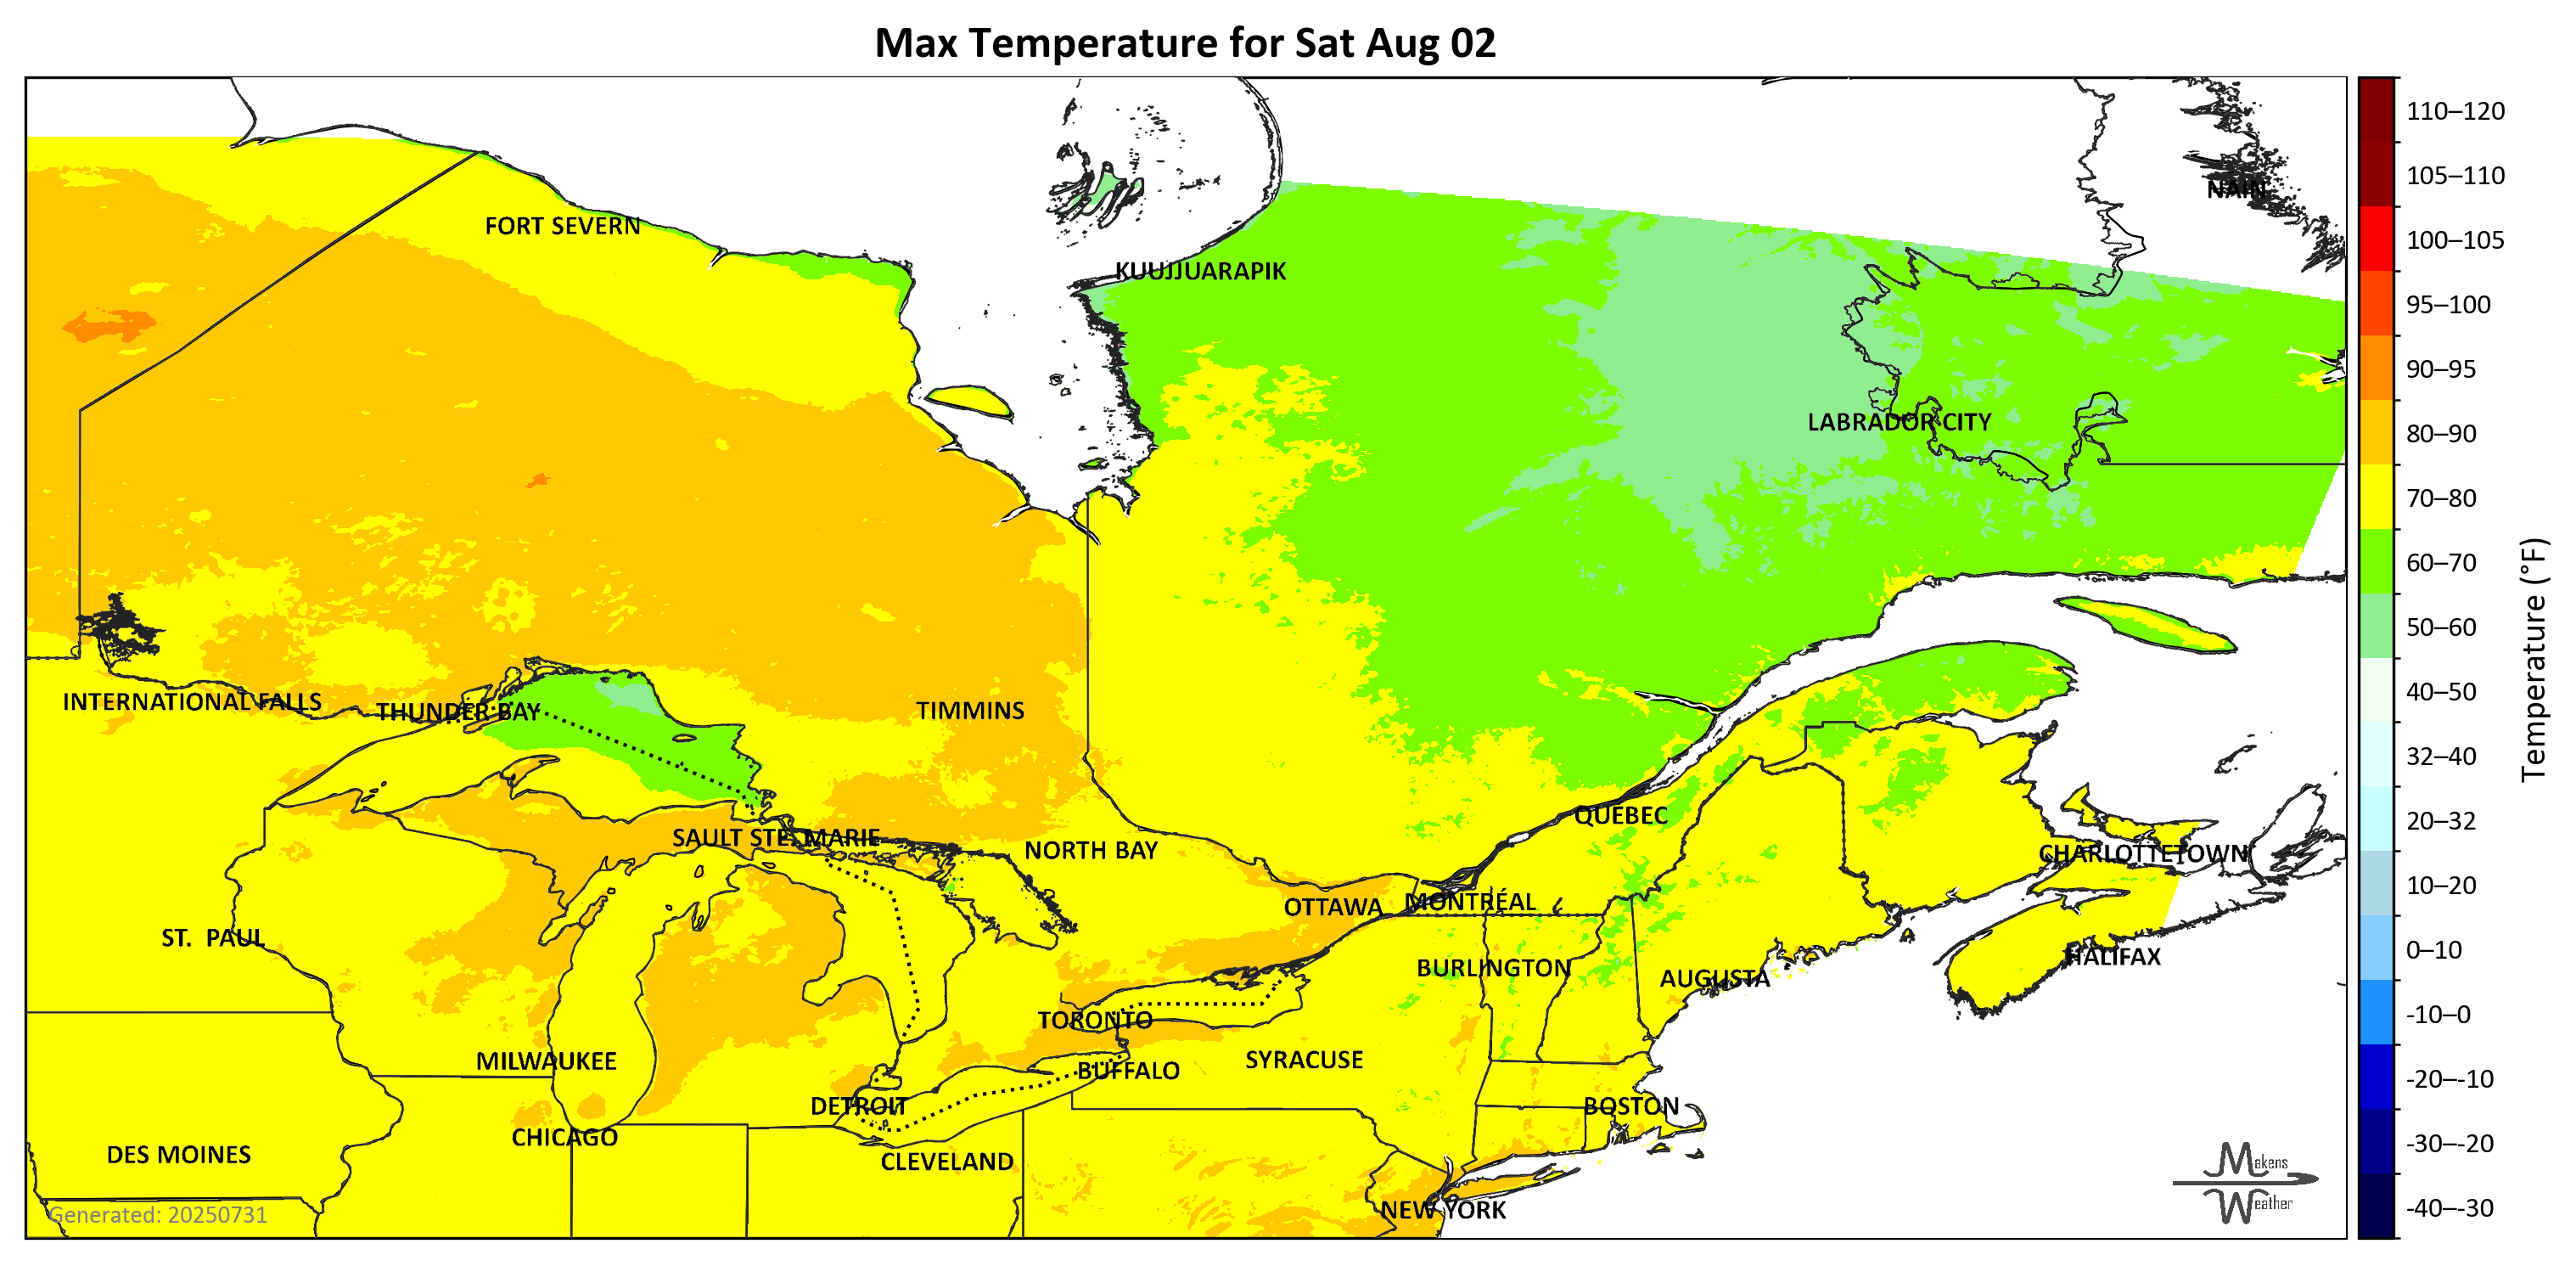 Max Temperature for Sat Aug 02
NAIN
FORT SEVERN
KUUJJUARAPIK
LABRADOR CITY
INTERNATIONAL FALLS
THUNDER BAY
TIMMINS
QUÉBEC
SAULT STE. MARIE
NORTH BAY
CHARLOTTETOWN
OTTAWA
MONTRÉAL
ST. PAUL
HALIFAX
BURLINGTON
AUGUSTA
TORONTO
MILWAUKEE
BUFFALO
SYRACUSE
DETROIT
BOSTON
CHICAGO
DES MOINES
CLEVELAND
NEW YORK
Generated: 20250731
Makens
Weather
110–120
105–110
100–105
95–100
90–95
80–90
70–80
60–70
50–60
40–50
32–40
20–32
10–20
0–10
-10–0
-20–-10
-30–-20
-40–-30
Temperature (°F)